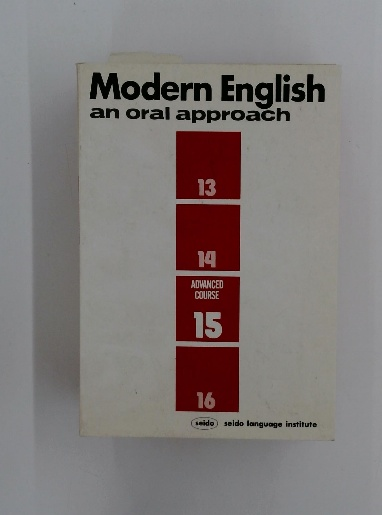 Modern English
an oral approach
13
14
ADVANCED
COURSE
15
16
seido seido language institute